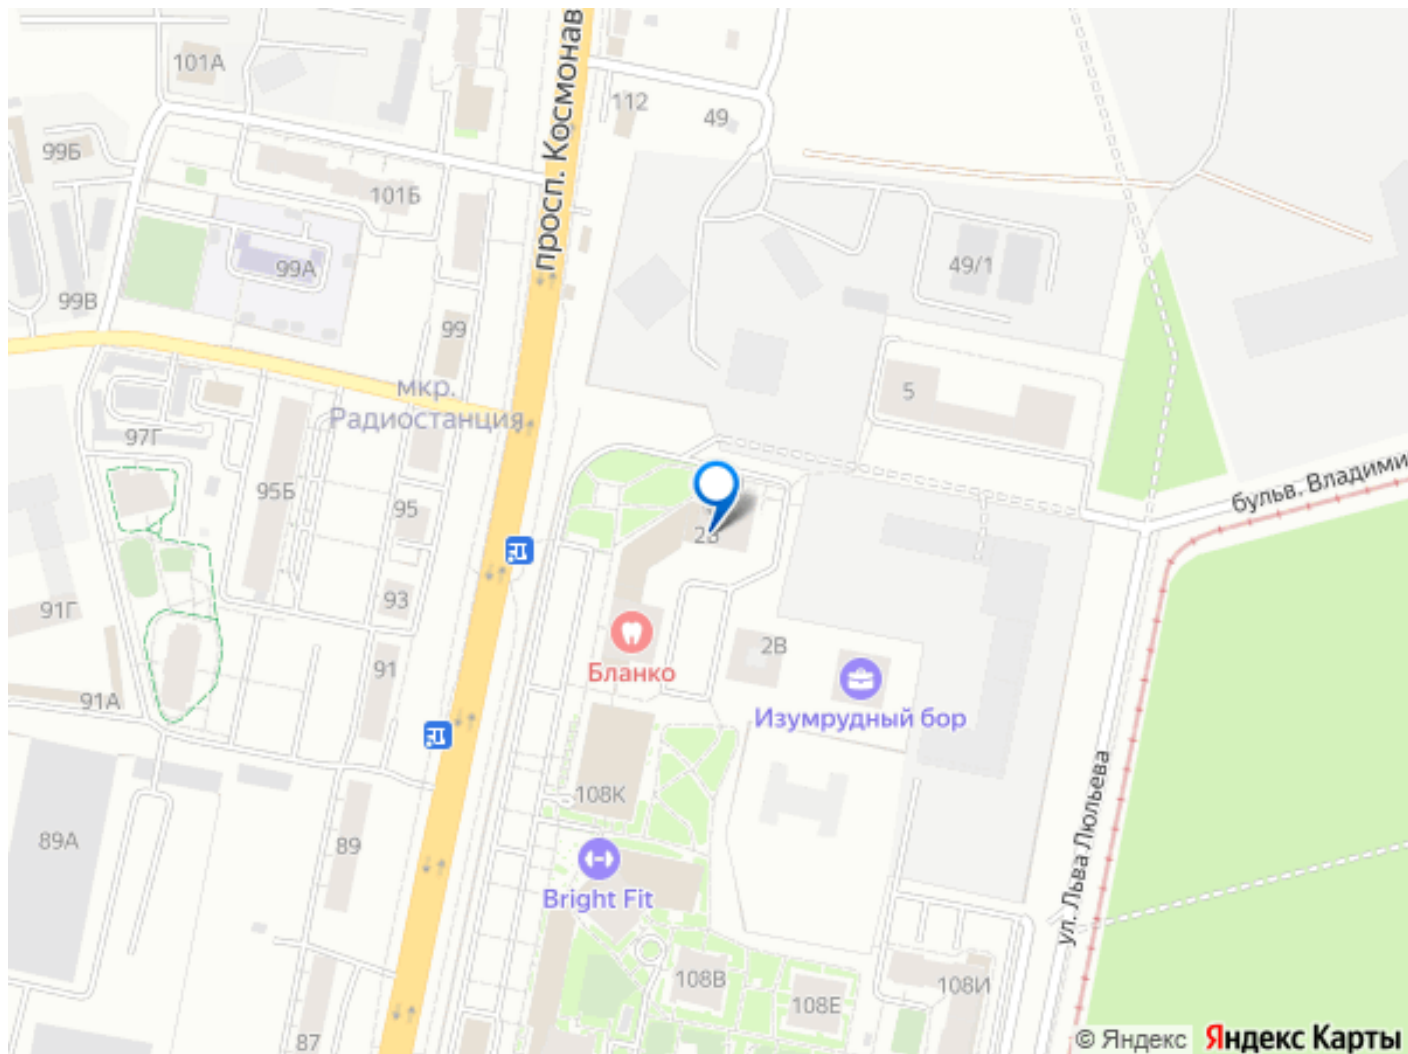 просп. Космонав
101А
112
49
99Б
101Б
99А
49/1
99В
99
мкр.
Радиостанция
5
97Г
95Б
95
бульв. Владими
93
91Г
2В
Бланко
91
91А
Изумрудный бор
108К
89А
89
ул. Льва Люльева
Bright Fit
108В
108И
108Е
87
© Яндекс Яндекс Карты